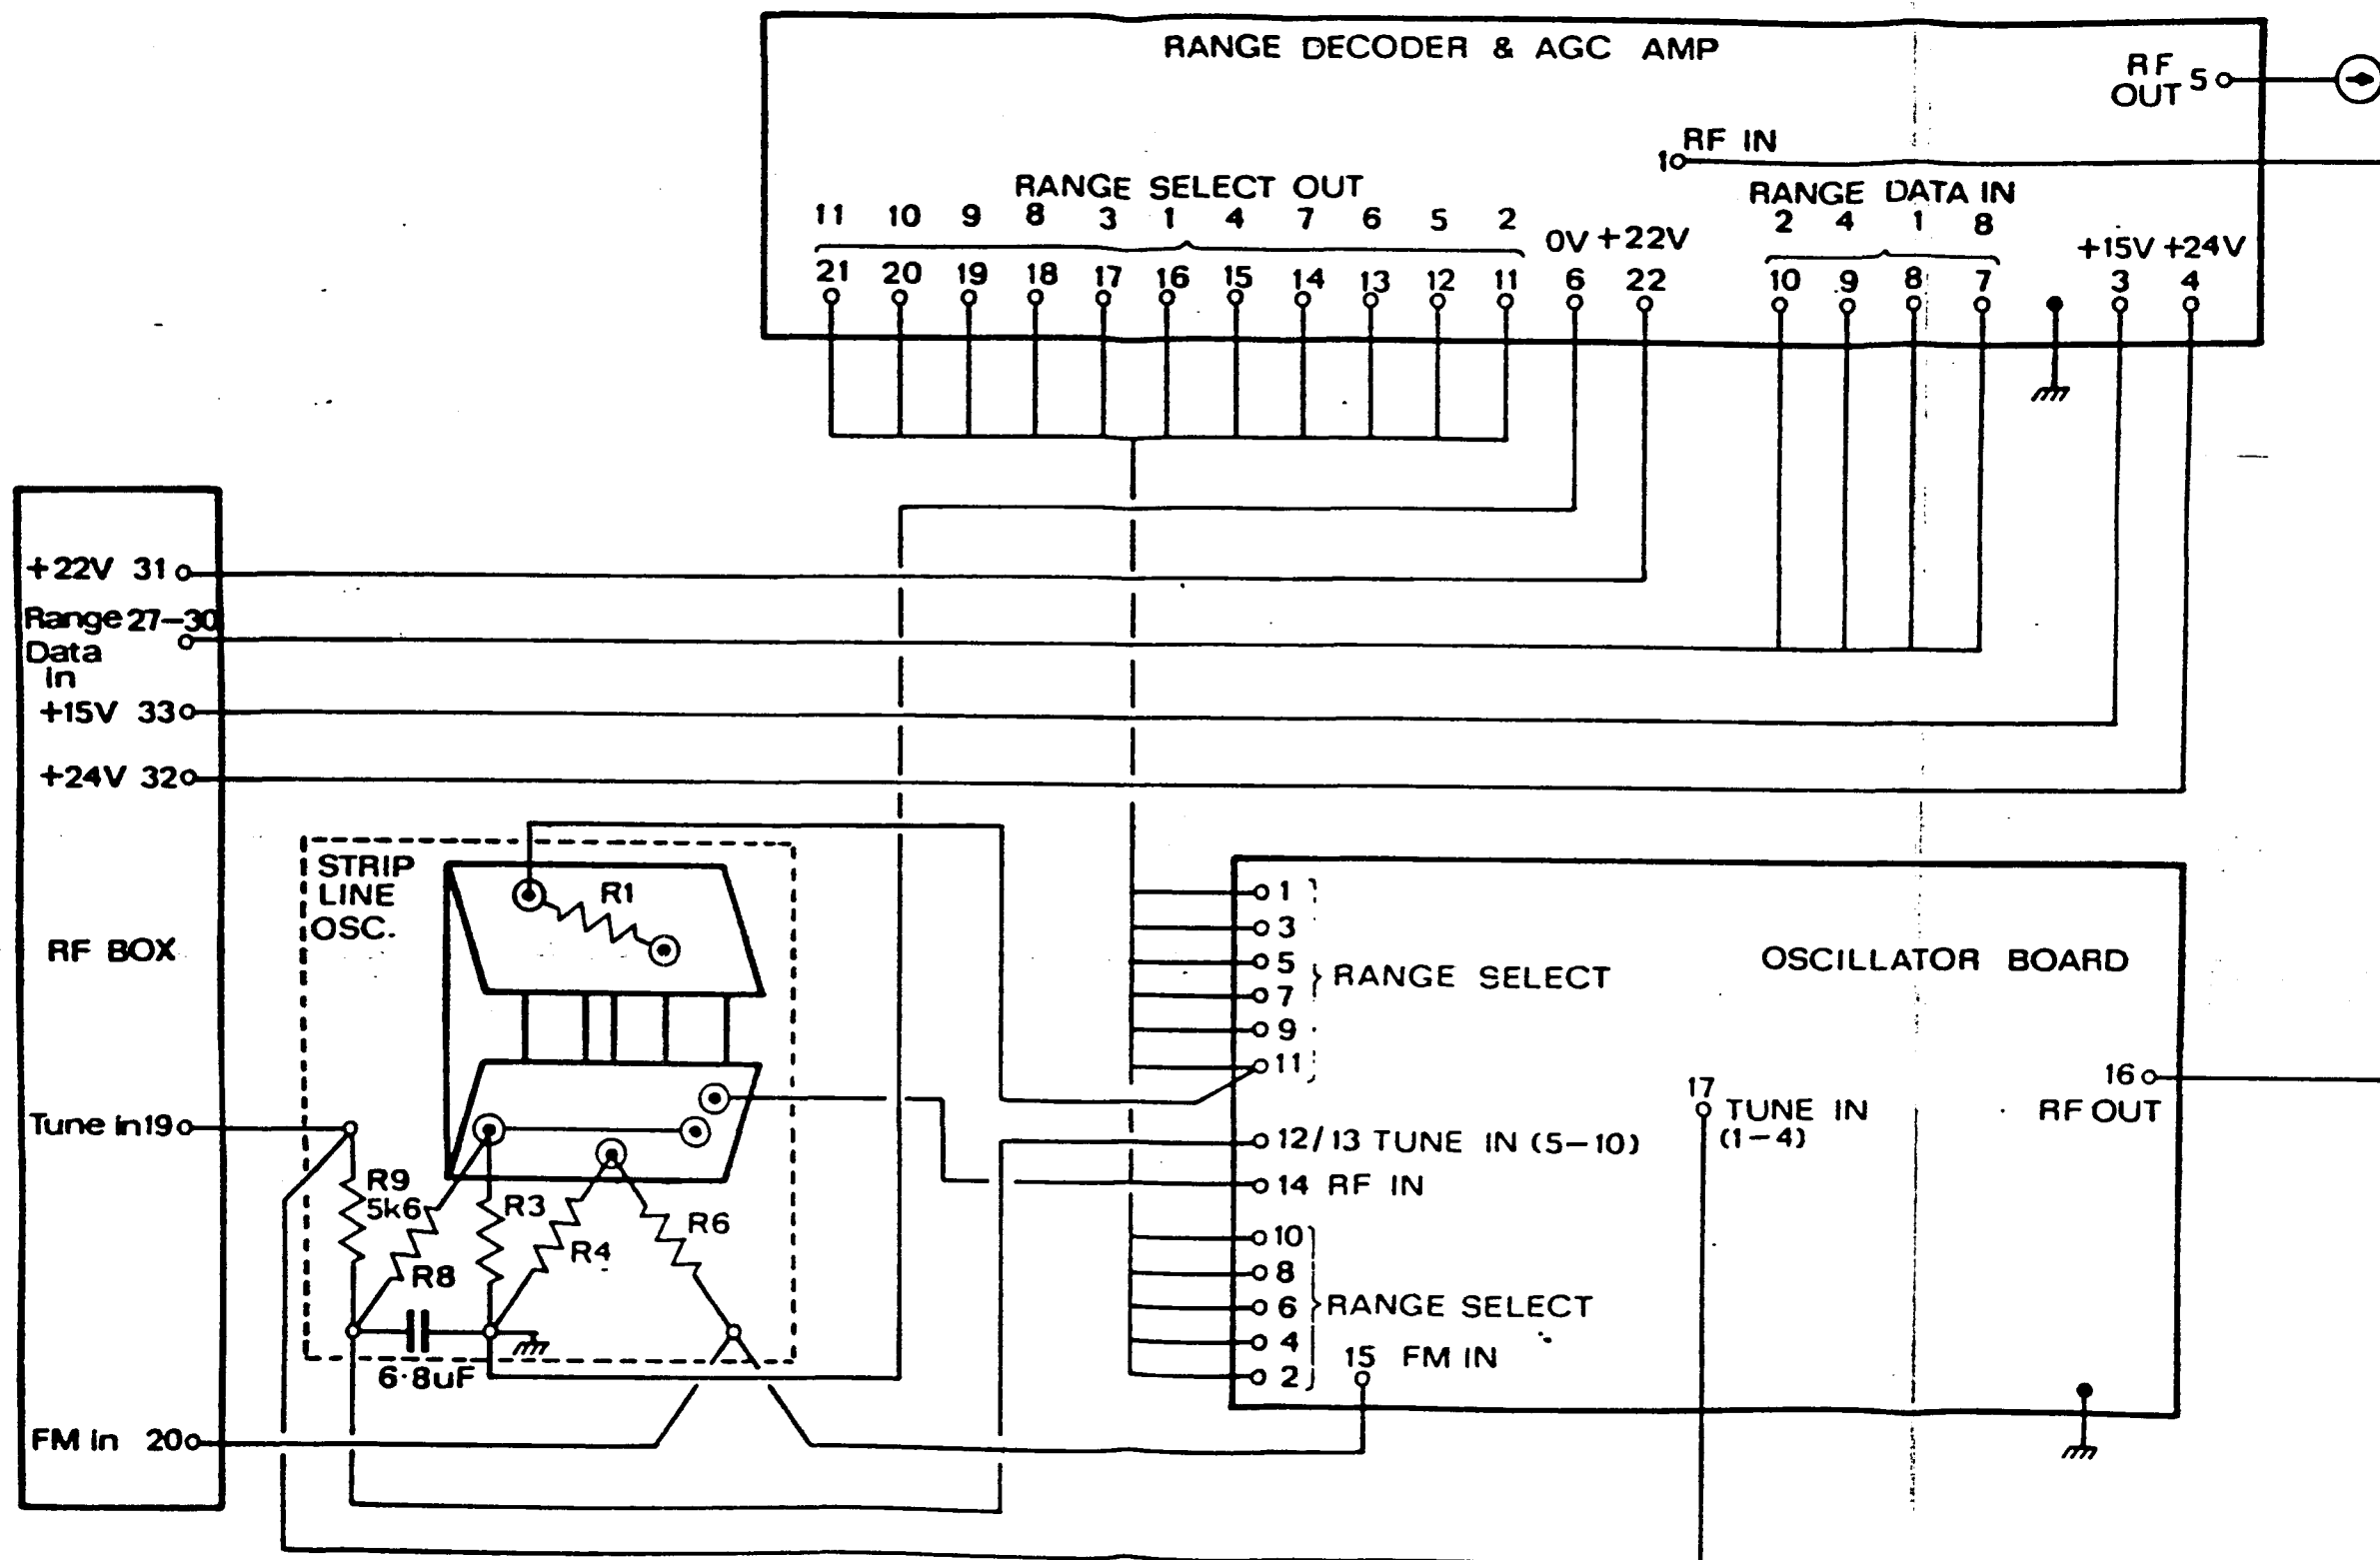 RANGE DECODER & AGC AMP
RF
OUT 5
RF IN
1
RANGE SELECT OUT
RANGE DATA IN
11 10 9 8 3 1 4 7 6 5 2
2 4 1 8
0V +22V
+15V +24V
21 20 19 18 17 16 15 14 13 12 11 6 22
10 9 8 7 3 4
+22V 31
Range 27–30
Data
in
+15V 33
+24V 32
RF BOX
Tune in 19
FM in 20
STRIP
LINE
OSC.
R1
R9
5k6
R8
R3
R4
R6
6·8uF
1
3
5
7
9
11
RANGE SELECT
OSCILLATOR BOARD
16
RF OUT
17
TUNE IN
(1–4)
12/13 TUNE IN (5–10)
14 RF IN
10
8
6
4
2
RANGE SELECT
15 FM IN